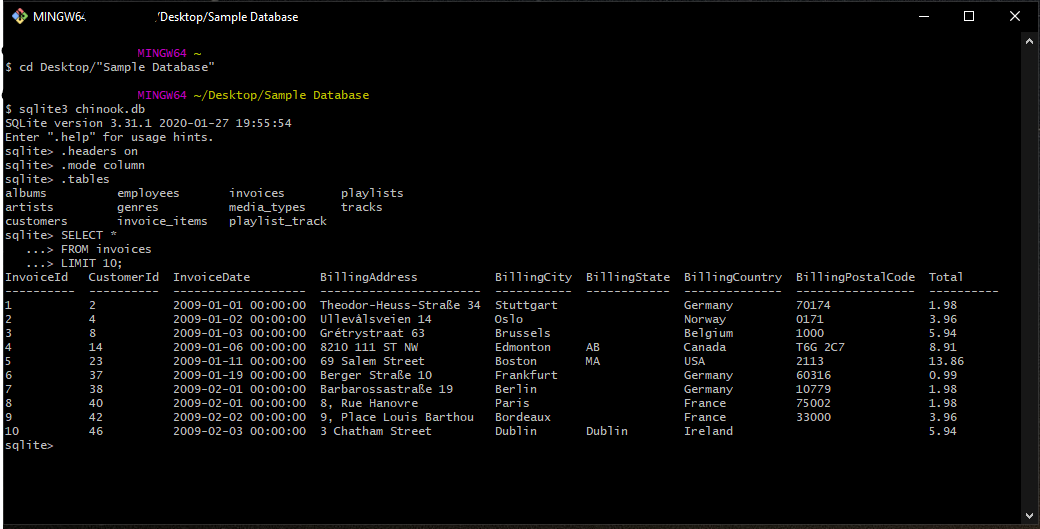 MINGW64 /Desktop/Sample Database
MINGW64 ~
$ cd Desktop/"Sample Database"
MINGW64 ~/Desktop/Sample Database
$ sqlite3 chinook.db
SQLite version 3.31.1 2020-01-27 19:55:54
Enter ".help" for usage hints.
sqlite> .headers on
sqlite> .mode column
sqlite> .tables
albums          employees       invoices        playlists
artists         genres          media_types     tracks
customers       invoice_items   playlist_track
sqlite> SELECT *
   ...> FROM invoices
   ...> LIMIT 10;
InvoiceId   CustomerId  InvoiceDate          BillingAddress           BillingCity  BillingState  BillingCountry  BillingPostalCode  Total
----------  ----------  -------------------  -----------------------  -----------  ------------  --------------  -----------------  ----------
1           2           2009-01-01 00:00:00  Theodor-Heuss-Straße 34  Stuttgart                  Germany         70174              1.98
2           4           2009-01-02 00:00:00  Ullevålsveien 14         Oslo                       Norway          0171               3.96
3           8           2009-01-03 00:00:00  Grétrystraat 63          Brussels                   Belgium         1000               5.94
4           14          2009-01-06 00:00:00  8210 111 ST NW           Edmonton     AB            Canada          T6G 2C7            8.91
5           23          2009-01-11 00:00:00  69 Salem Street          Boston       MA            USA             2113               13.86
6           37          2009-01-19 00:00:00  Berger Straße 10         Frankfurt                  Germany         60316              0.99
7           38          2009-02-01 00:00:00  Barbarossastraße 19      Berlin                     Germany         10779              1.98
8           40          2009-02-01 00:00:00  8, Rue Hanovre           Paris                      France          75002              1.98
9           42          2009-02-02 00:00:00  9, Place Louis Barthou   Bordeaux                   France          33000              3.96
10          46          2009-02-03 00:00:00  3 Chatham Street         Dublin       Dublin        Ireland                            5.94
sqlite>